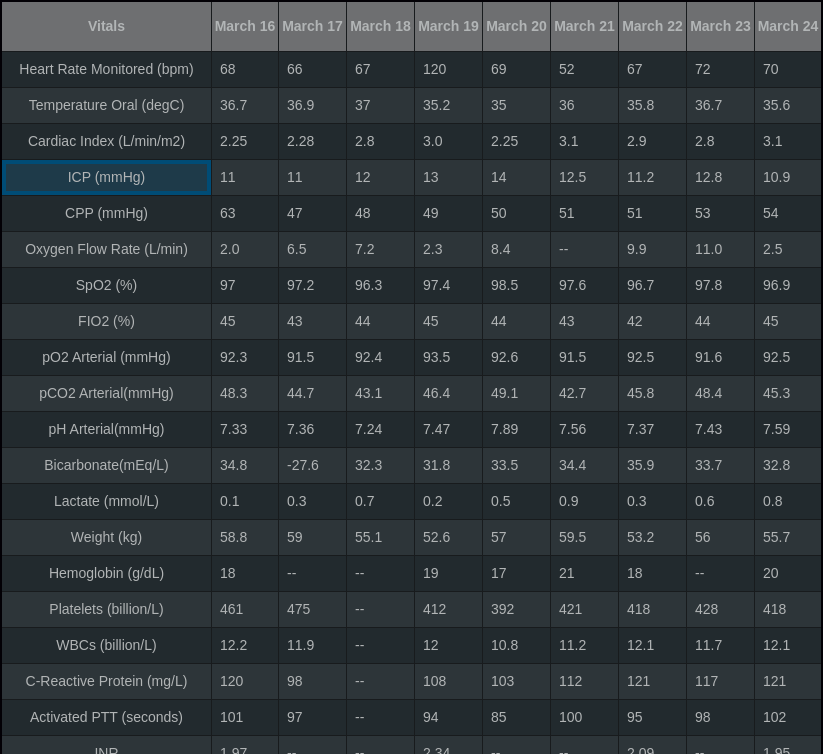 Vitals March 16 March 17 March 18 March 19 March 20 March 21 March 22 March 23 March 24
Heart Rate Monitored (bpm) 68 66 67 120 69 52 67 72 70
Temperature Oral (degC) 36.7 36.9 37 35.2 35 36 35.8 36.7 35.6
Cardiac Index (L/min/m2) 2.25 2.28 2.8 3.0 2.25 3.1 2.9 2.8 3.1
ICP (mmHg) 11 11 12 13 14 12.5 11.2 12.8 10.9
CPP (mmHg) 63 47 48 49 50 51 51 53 54
Oxygen Flow Rate (L/min) 2.0 6.5 7.2 2.3 8.4 -- 9.9 11.0 2.5
SpO2 (%) 97 97.2 96.3 97.4 98.5 97.6 96.7 97.8 96.9
FIO2 (%) 45 43 44 45 44 43 42 44 45
pO2 Arterial (mmHg) 92.3 91.5 92.4 93.5 92.6 91.5 92.5 91.6 92.5
pCO2 Arterial(mmHg) 48.3 44.7 43.1 46.4 49.1 42.7 45.8 48.4 45.3
pH Arterial(mmHg) 7.33 7.36 7.24 7.47 7.89 7.56 7.37 7.43 7.59
Bicarbonate(mEq/L) 34.8 -27.6 32.3 31.8 33.5 34.4 35.9 33.7 32.8
Lactate (mmol/L) 0.1 0.3 0.7 0.2 0.5 0.9 0.3 0.6 0.8
Weight (kg) 58.8 59 55.1 52.6 57 59.5 53.2 56 55.7
Hemoglobin (g/dL) 18 -- -- 19 17 21 18 -- 20
Platelets (billion/L) 461 475 -- 412 392 421 418 428 418
WBCs (billion/L) 12.2 11.9 -- 12 10.8 11.2 12.1 11.7 12.1
C-Reactive Protein (mg/L) 120 98 -- 108 103 112 121 117 121
Activated PTT (seconds) 101 97 -- 94 85 100 95 98 102
INR 1.97 -- -- 2.34 -- -- 2.09 -- 1.95